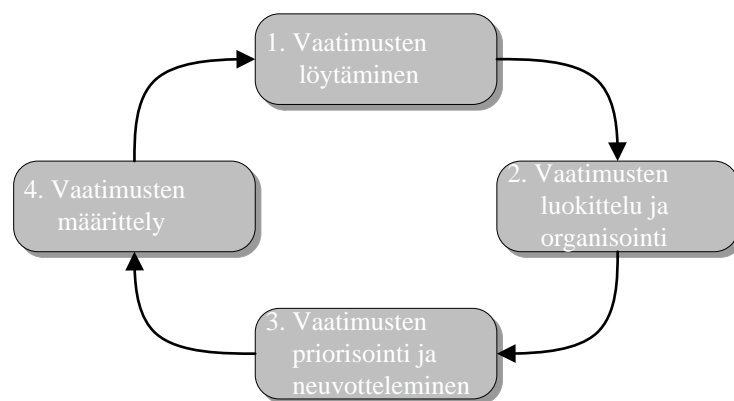 1. Vaatimusten
löytäminen
2. Vaatimusten
luokittelu ja
organisointi
3. Vaatimusten
priorisointi ja
neuvotteleminen
4. Vaatimusten
määrittely